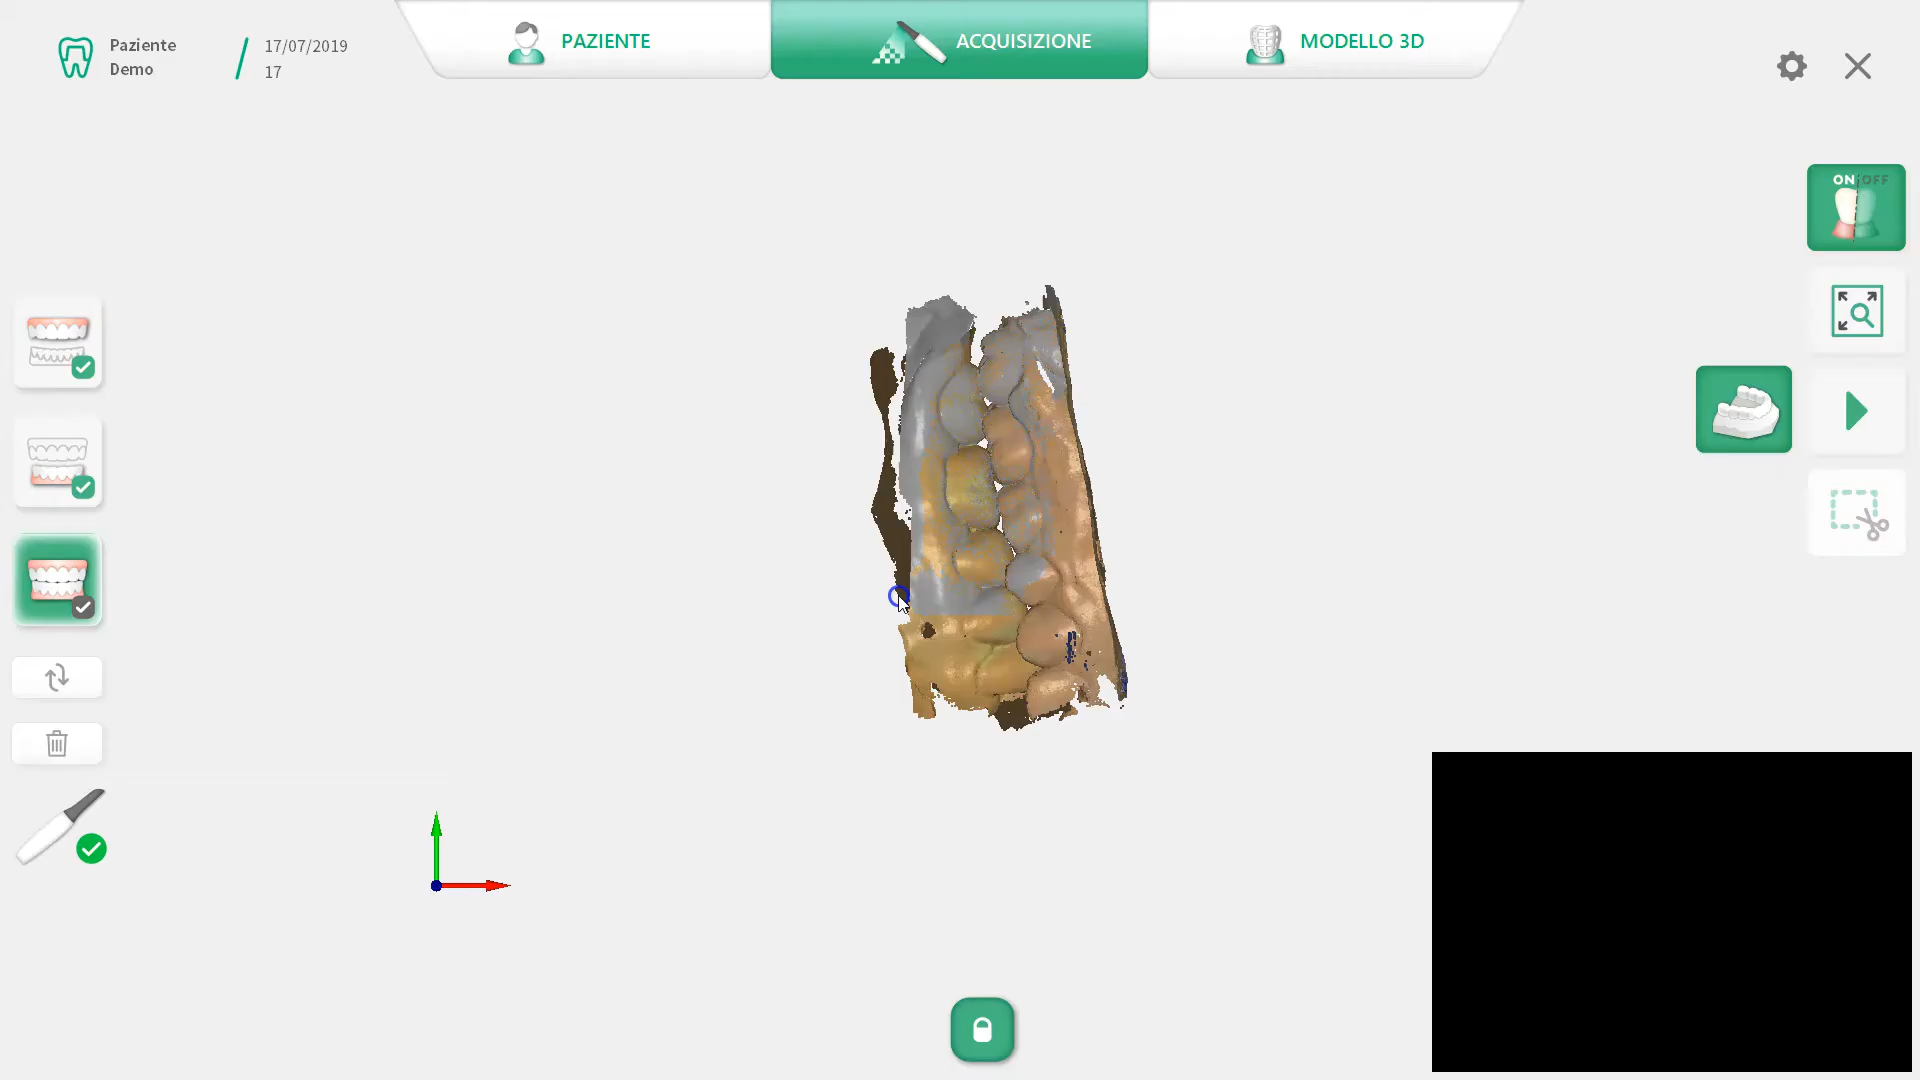 Paziente
Demo
17/07/2019
17
PAZIENTE
ACQUISIZIONE
MODELLO 3D
ON OFF